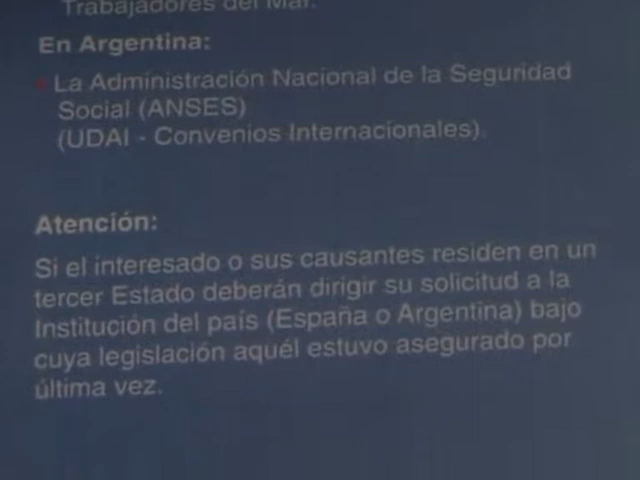 Trabajadores del Mar.
En Argentina:
La Administración Nacional de la Seguridad
Social (ANSES)
(UDAI - Convenios Internacionales).
Atención:
Si el interesado o sus causantes residen en un
tercer Estado deberán dirigir su solicitud a la
Institución del país (España o Argentina) bajo
cuya legislación aquél estuvo asegurado por
última vez.